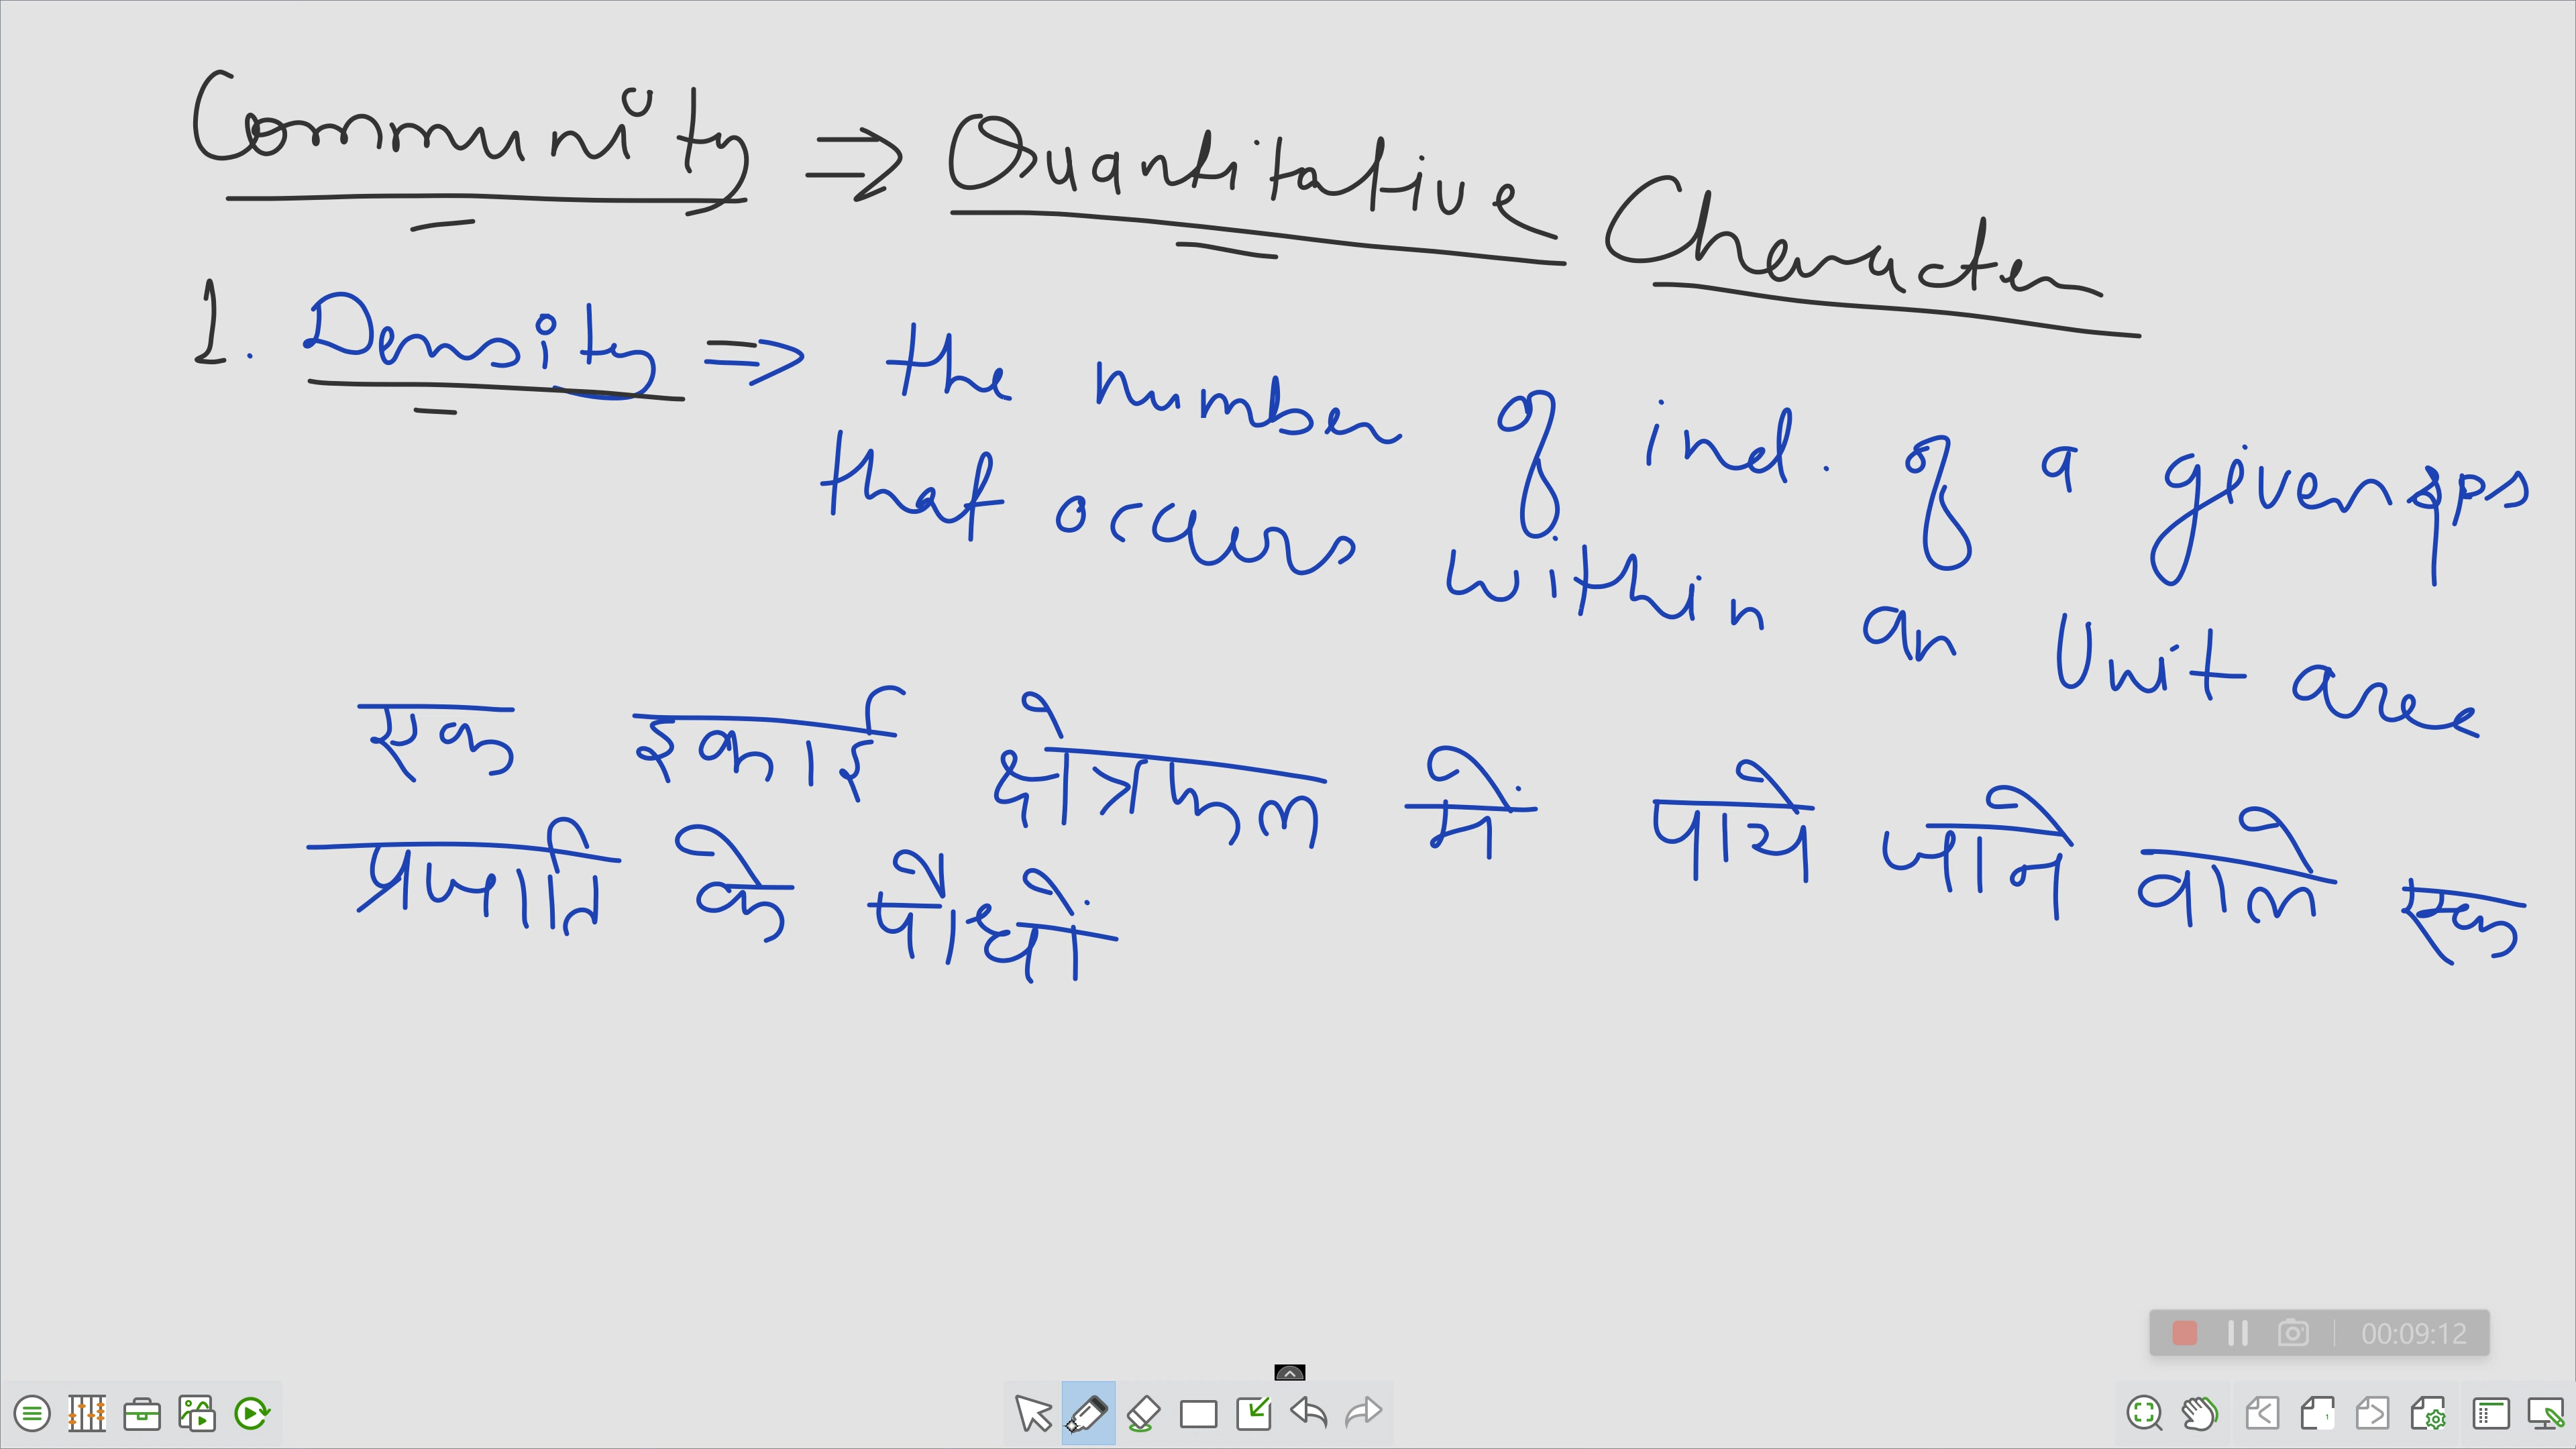 Community ⇒ Quantitative Character
1. Density ⇒ the number of ind. of a given sps
that occurs within an Unit area
एक इकाई क्षेत्रफल में पाये जाने वाले एक
प्रजाति के पौधों
00:09:12
1